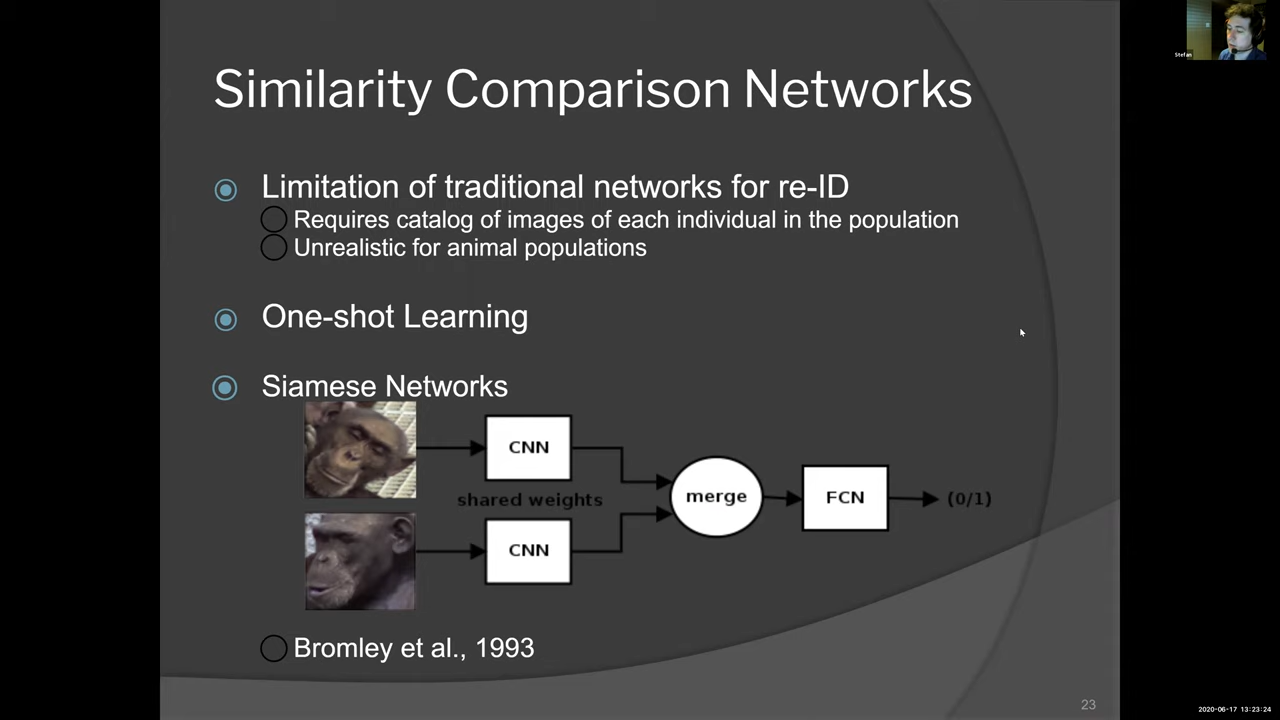 Stefan
Similarity Comparison Networks
Limitation of traditional networks for re-ID
Requires catalog of images of each individual in the population
Unrealistic for animal populations
One-shot Learning
Siamese Networks
CNN
shared weights
CNN
merge
FCN
(0/1)
Bromley et al., 1993
23
2020-06-17 13:23:24